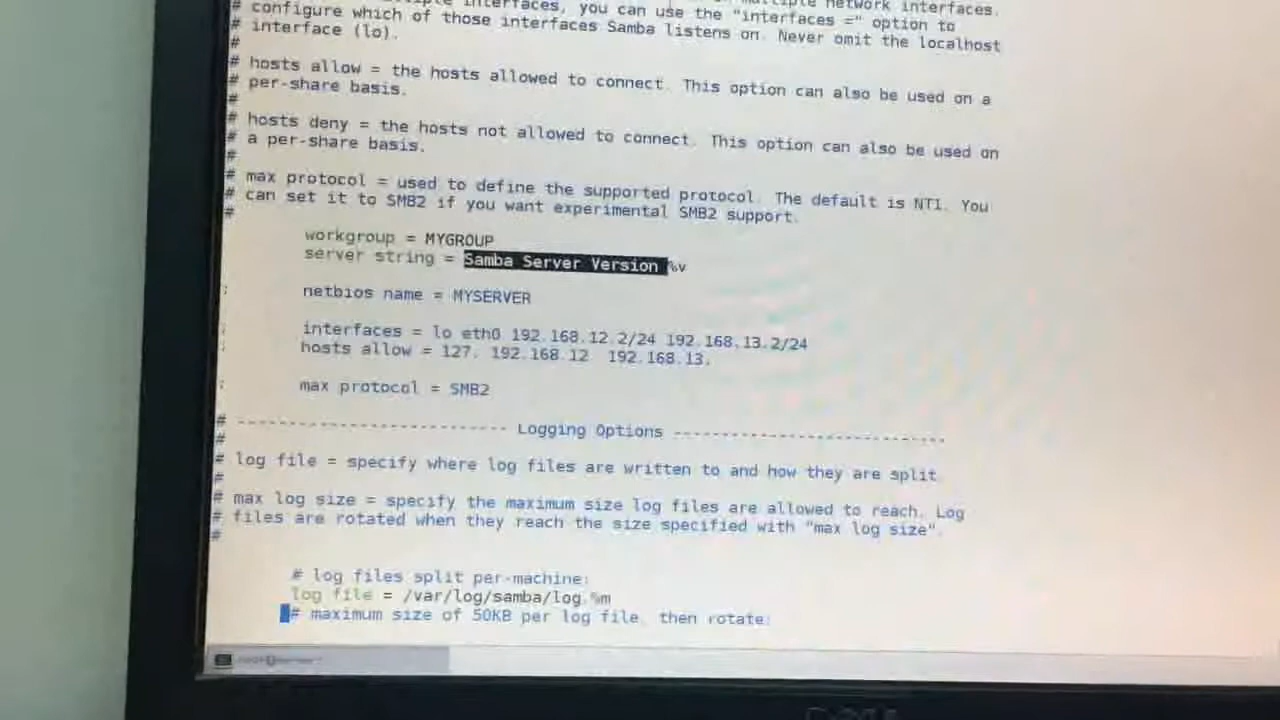 interfaces, you can use the "interfaces =" option to
# configure which of those interfaces Samba listens on. Never omit the localhost
# interface (lo).
#
# hosts allow = the hosts allowed to connect. This option can also be used on a
# per-share basis.
#
# hosts deny = the hosts not allowed to connect. This option can also be used on
# a per-share basis.
#
# max protocol = used to define the supported protocol. The default is NT1. You
# can set it to SMB2 if you want experimental SMB2 support.
#
workgroup = MYGROUP
server string = Samba Server Version %v
; netbios name = MYSERVER
; interfaces = lo eth0 192.168.12.2/24 192.168.13.2/24
; hosts allow = 127. 192.168.12. 192.168.13.
; max protocol = SMB2
# --------------------------- Logging Options ---------------------------
#
# log file = specify where log files are written to and how they are split.
#
# max log size = specify the maximum size log files are allowed to reach. Log
# files are rotated when they reach the size specified with "max log size".
#
# log files split per-machine:
log file = /var/log/samba/log.%m
# maximum size of 50KB per log file, then rotate: